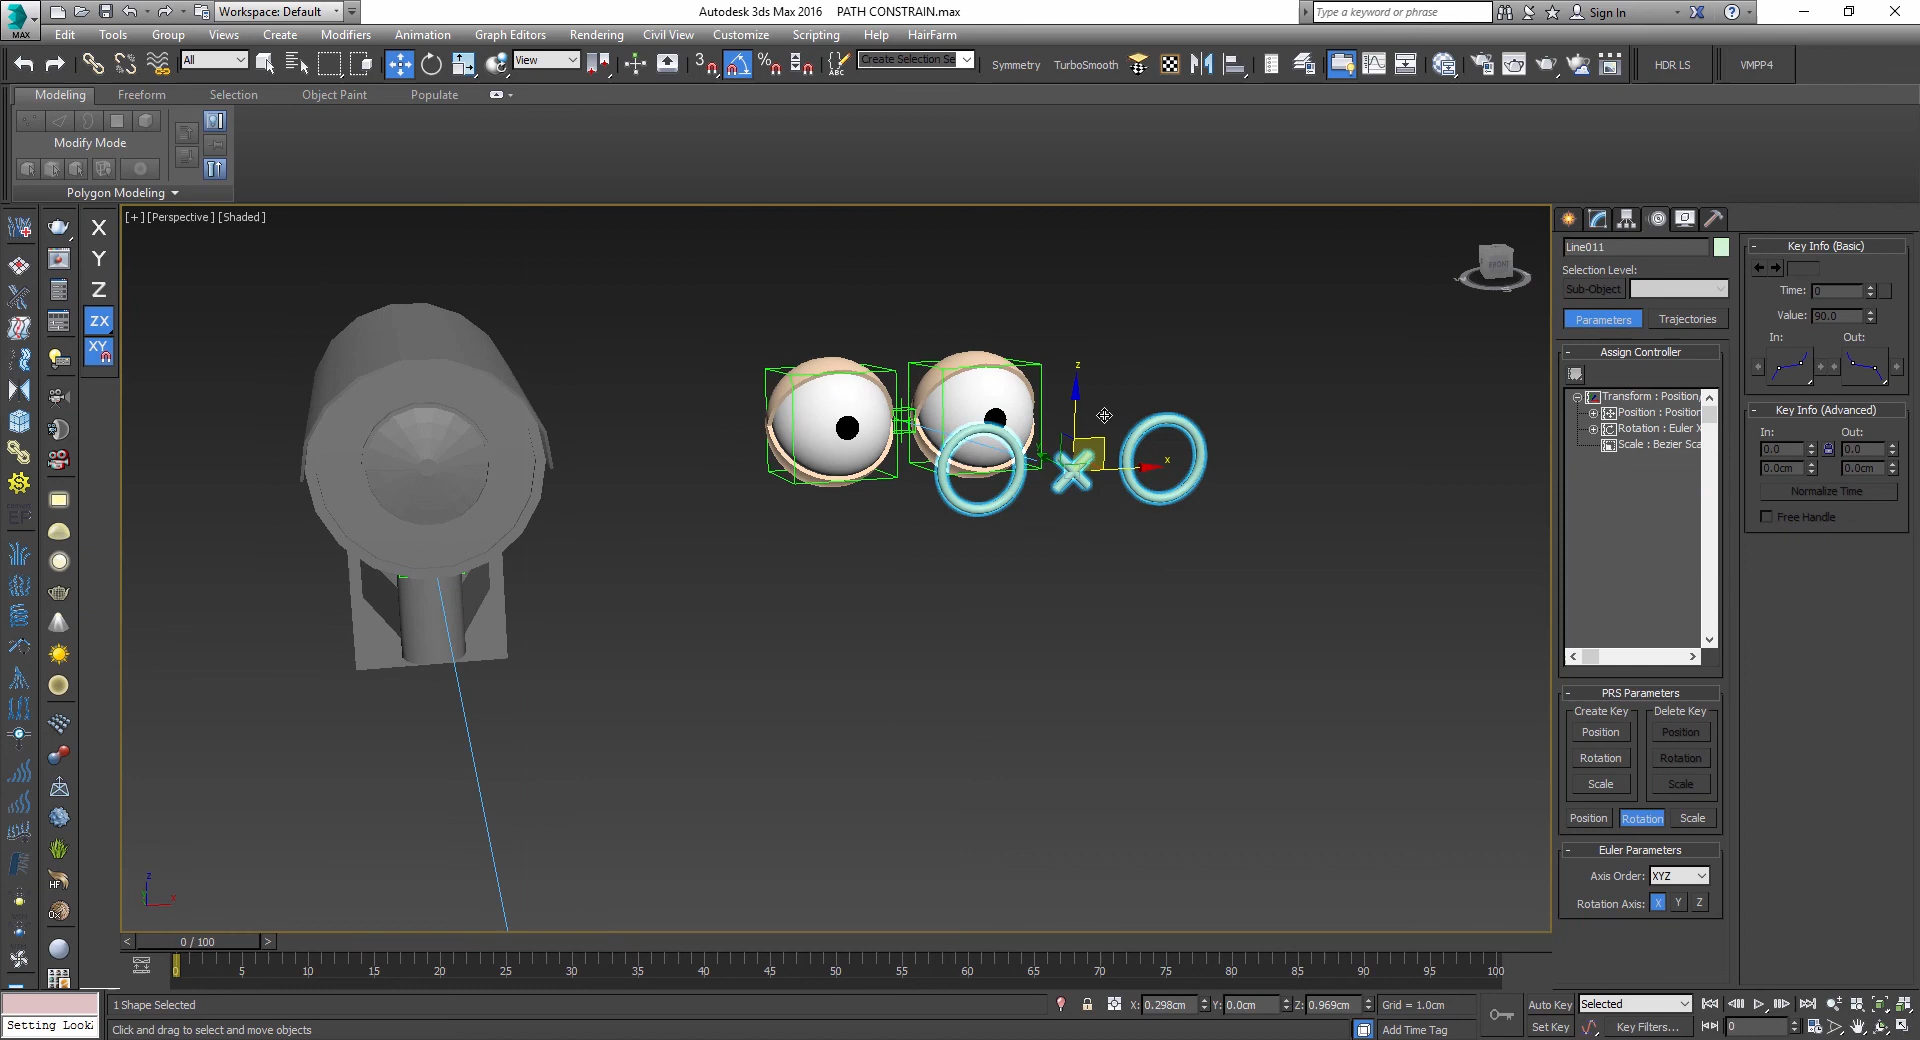 Workspace: Default
Autodesk 3ds Max 2016 PATH CONSTRAIN.max
Type a keyword or phrase
Sign In
MAX
Edit Tools Group Views Create Modifiers Animation Graph Editors Rendering Civil View Customize Scripting Help HairFarm
All
View
3
%
ABC
Create Selection Se
Symmetry TurboSmooth
HDR LS
VMPP4
Modeling Freeform Selection Object Paint Populate
Modify Mode
Polygon Modeling
X
Y
Z
ZX
XY
[+] [Perspective] [Shaded]
FRONT
z
x
z
x
EP
HF
Line011
Selection Level:
Sub-Object
Parameters Trajectories
- Assign Controller
Transform : Position/
Position : Position
Rotation : Euler X
Scale : Bezier Sca
- PRS Parameters
Create Key Delete Key
Position Position
Rotation Rotation
Scale Scale
Position Rotation Scale
- Euler Parameters
Axis Order: XYZ
Rotation Axis: X Y Z
- Key Info (Basic)
Time: 0
Value: 90.0
In: Out:
- Key Info (Advanced)
In: Out:
0.0 0.0
0.0cm 0.0cm
Normalize Time
Free Handle
< 0 / 100 >
0 5 10 15 20 25 30 35 40 45 50 55 60 65 70 75 80 85 90 95 100
1 Shape Selected
X: 0.298cm Y: 0.0cm Z: 0.969cm Grid = 1.0cm
Auto Key Selected
Setting Look
Click and drag to select and move objects
Add Time Tag
Set Key Key Filters... 0